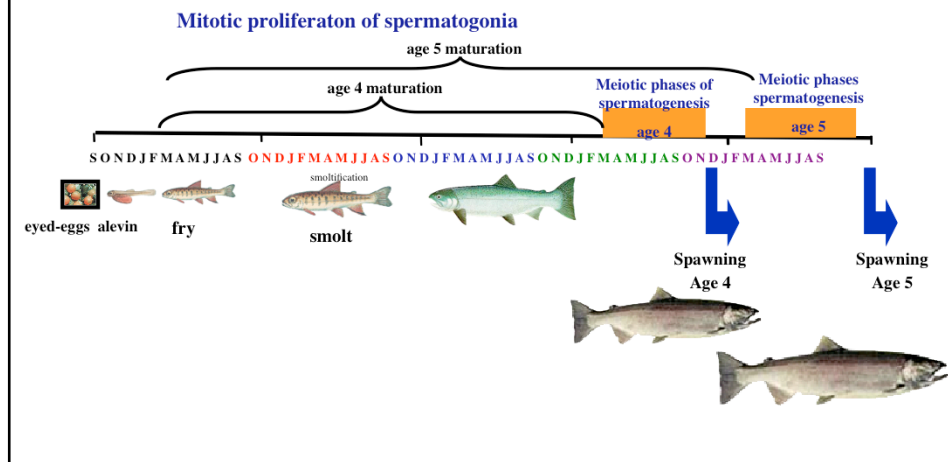 Mitotic proliferaton of spermatogonia
age 5 maturation
age 4 maturation
Meiotic phases of
spermatogenesis
age 4
Meiotic phases
spermatogenesis
age 5
S O N D J F M A M J J A S O N D J F M A M J J A S O N D J F M A M J J A S O N D J F M A M J J A S O N D J F M A M J J A S
smoltification
eyed-eggs alevin
fry
smolt
Spawning
Age 4
Spawning
Age 5